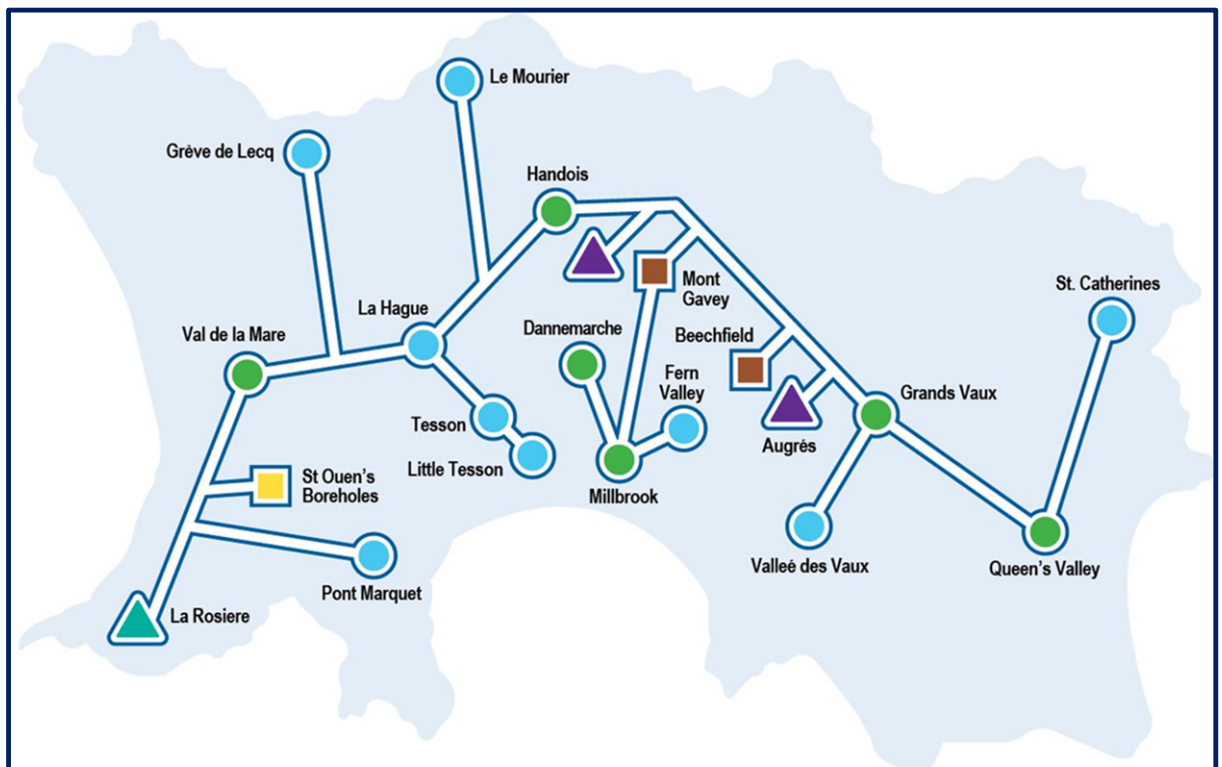 Le Mourier
Grève de Lecq
Handois
Mont
Gavey
St. Catherines
La Hague
Val de la Mare
Dannemarche
Beechfield
Fern
Valley
Grands Vaux
Tesson
Augrés
Little Tesson
St Ouen's
Boreholes
Millbrook
Valleé des Vaux
Queen's Valley
Pont Marquet
La Rosiere